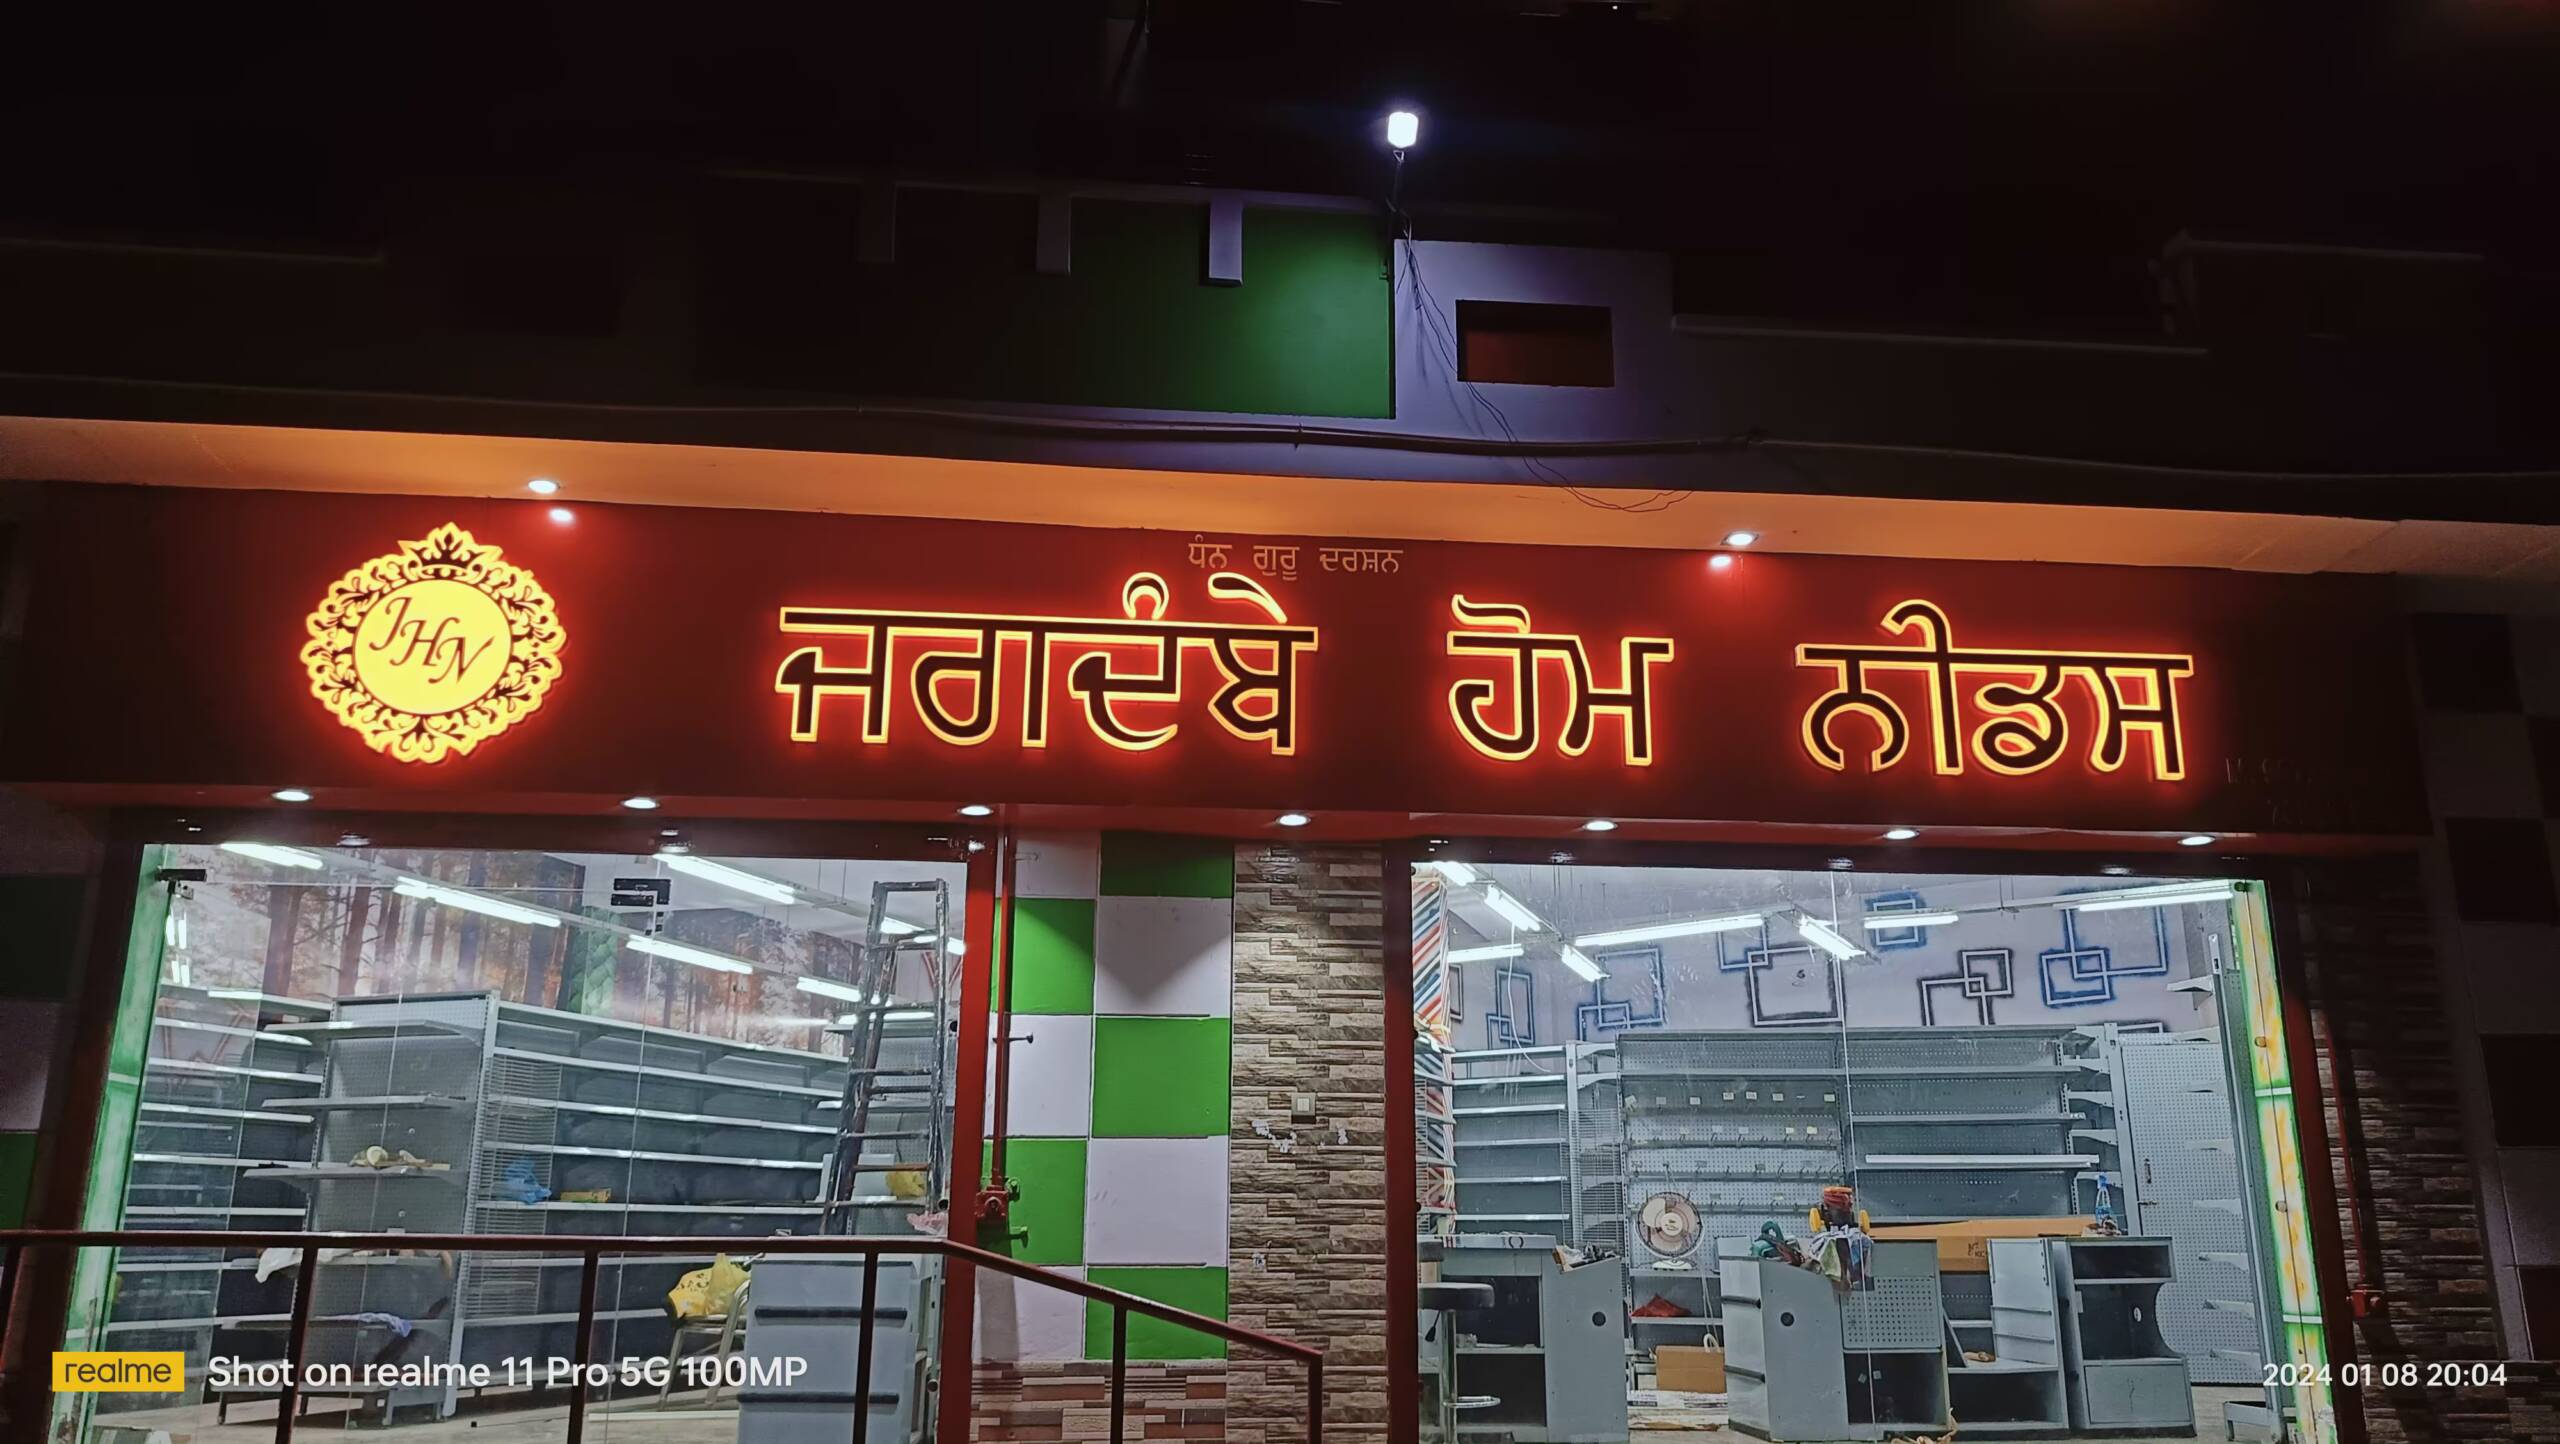 ਧੰਨ ਗੁਰੂ ਦਰਸ਼ਨ
JHN
ਜਗਦੰਬੇ ਹੋਮ ਨੀਡਸ
realme Shot on realme 11 Pro 5G 100MP
2024 01 08 20:04